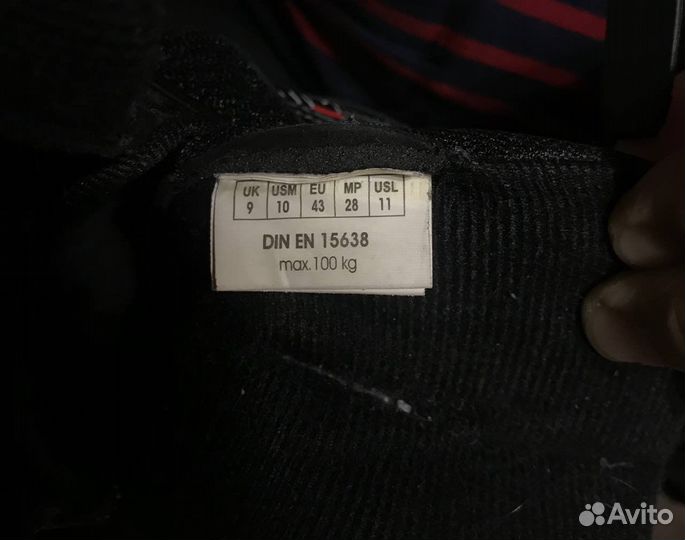 UK USM EU MP USL
9 10 43 28 11
DIN EN 15638
max.100 kg
Avito